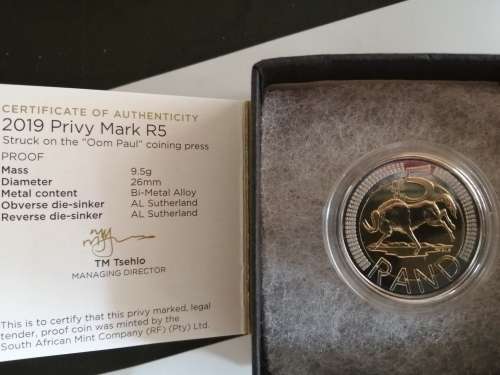 CERTIFICATE OF AUTHENTICITY
2019 Privy Mark R5
Struck on the "Oom Paul" coining press
PROOF
Mass 9.5g
Diameter 26mm
Metal content Bi-Metal Alloy
Obverse die-sinker AL Sutherland
Reverse die-sinker AL Sutherland
TM Tsehlo
MANAGING DIRECTOR
This is to certify that this privy marked, legal
tender, proof coin was minted by the
South African Mint Company (RF) (Pty) Ltd.
5
RAND